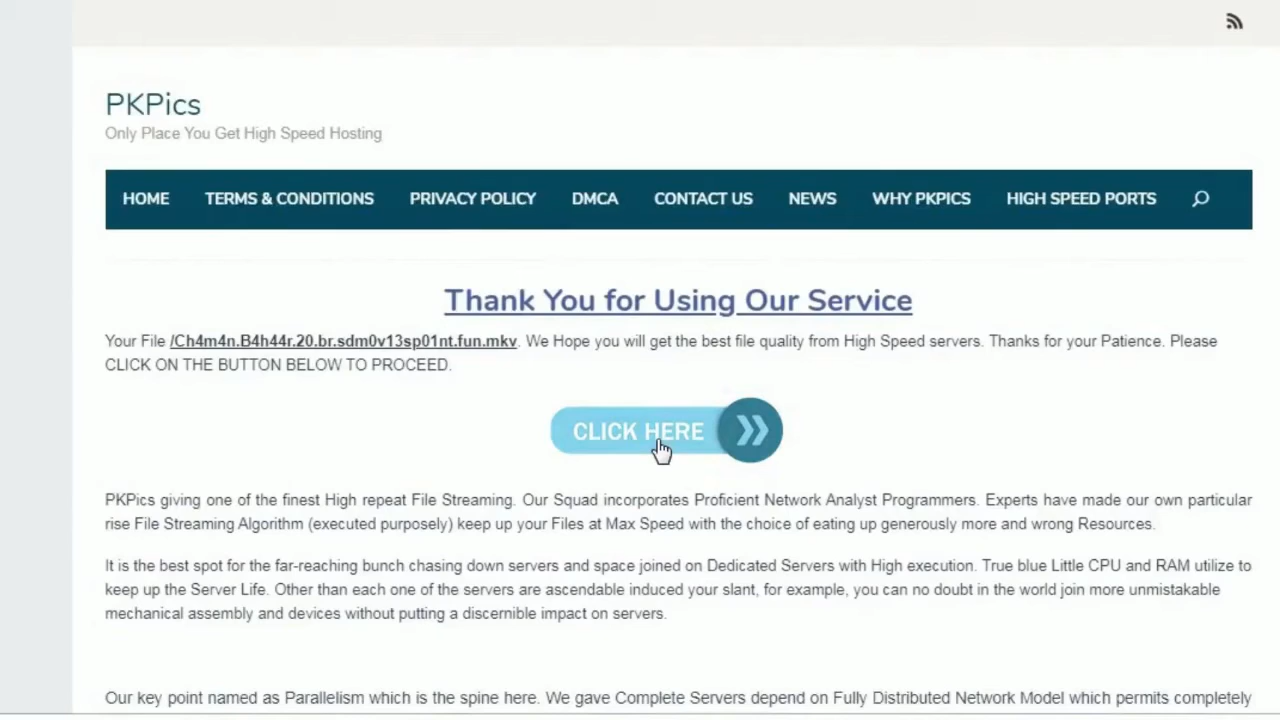 PKPics
Only Place You Get High Speed Hosting
HOME TERMS & CONDITIONS PRIVACY POLICY DMCA CONTACT US NEWS WHY PKPICS HIGH SPEED PORTS
Thank You for Using Our Service
Your File /Ch4m4n.B4h44r.20.br.sdm0v13sp01nt.fun.mkv. We Hope you will get the best file quality from High Speed servers. Thanks for your Patience. Please
CLICK ON THE BUTTON BELOW TO PROCEED.
CLICK HERE
PKPics giving one of the finest High repeat File Streaming. Our Squad incorporates Proficient Network Analyst Programmers. Experts have made our own particular
rise File Streaming Algorithm (executed purposely) keep up your Files at Max Speed with the choice of eating up generously more and wrong Resources.
It is the best spot for the far-reaching bunch chasing down servers and space joined on Dedicated Servers with High execution. True blue Little CPU and RAM utilize to
keep up the Server Life. Other than each one of the servers are ascendable induced your slant, for example, you can no doubt in the world join more unmistakable
mechanical assembly and devices without putting a discernible impact on servers.
Our key point named as Parallelism which is the spine here. We gave Complete Servers depend on Fully Distributed Network Model which permits completely